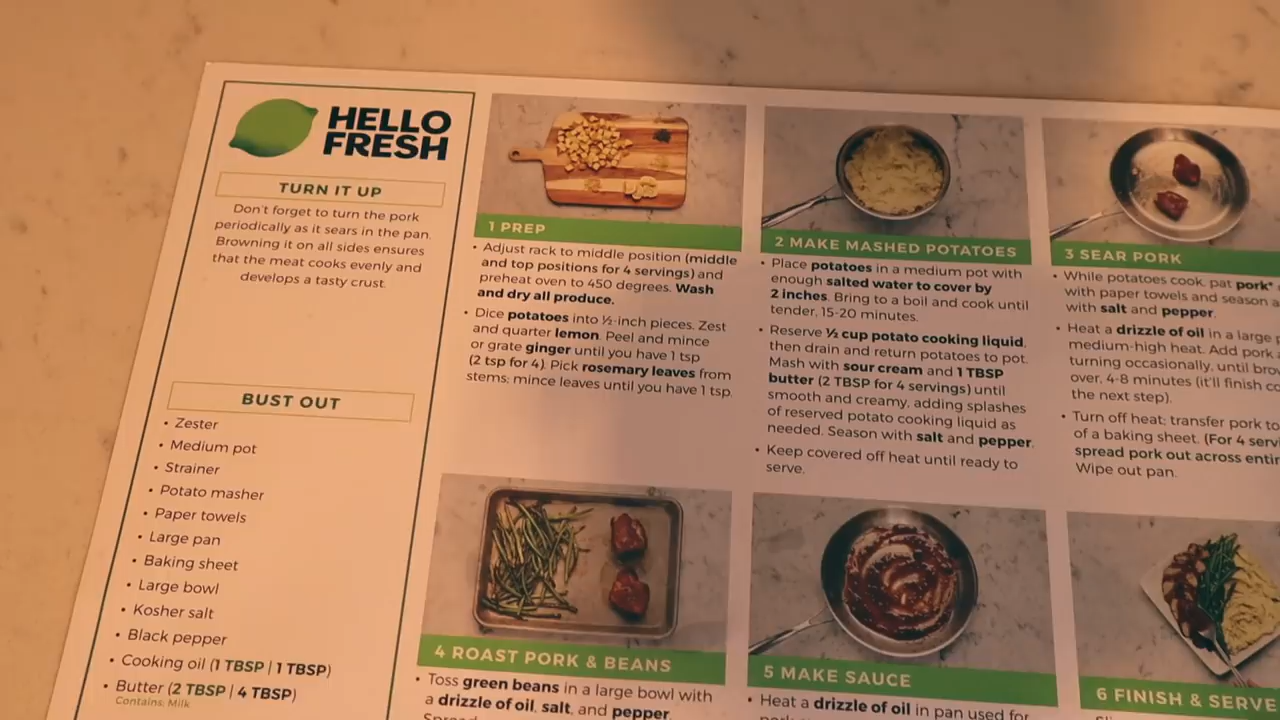 HELLO
FRESH
TURN IT UP
Don't forget to turn the pork
periodically as it sears in the pan.
Browning it on all sides ensures
that the meat cooks evenly and
develops a tasty crust.
BUST OUT
• Zester
• Medium pot
• Strainer
• Potato masher
• Paper towels
• Large pan
• Baking sheet
• Large bowl
• Kosher salt
• Black pepper
• Cooking oil (1 TBSP | 1 TBSP)
• Butter (2 TBSP | 4 TBSP)
Contains: Milk
1 PREP
• Adjust rack to middle position (middle
and top positions for 4 servings) and
preheat oven to 450 degrees. Wash
and dry all produce.
• Dice potatoes into ½-inch pieces. Zest
and quarter lemon. Peel and mince
or grate ginger until you have 1 tsp
(2 tsp for 4). Pick rosemary leaves from
stems; mince leaves until you have 1 tsp.
2 MAKE MASHED POTATOES
• Place potatoes in a medium pot with
enough salted water to cover by
2 inches. Bring to a boil and cook until
tender, 15-20 minutes.
• Reserve ½ cup potato cooking liquid,
then drain and return potatoes to pot.
Mash with sour cream and 1 TBSP
butter (2 TBSP for 4 servings) until
smooth and creamy, adding splashes
of reserved potato cooking liquid as
needed. Season with salt and pepper.
• Keep covered off heat until ready to
serve.
3 SEAR PORK
• While potatoes cook, pat pork*
with paper towels and season
with salt and pepper.
• Heat a drizzle of oil in a large
medium-high heat. Add pork
turning occasionally, until
over, 4-8 minutes (it'll finish
the next step).
• Turn off heat; transfer pork to
of a baking sheet. (For 4
spread pork out across
Wipe out pan.
4 ROAST PORK & BEANS
• Toss green beans in a large bowl with
a drizzle of oil, salt, and pepper.
5 MAKE SAUCE
• Heat a drizzle of oil in pan used for
6 FINISH & SERVE